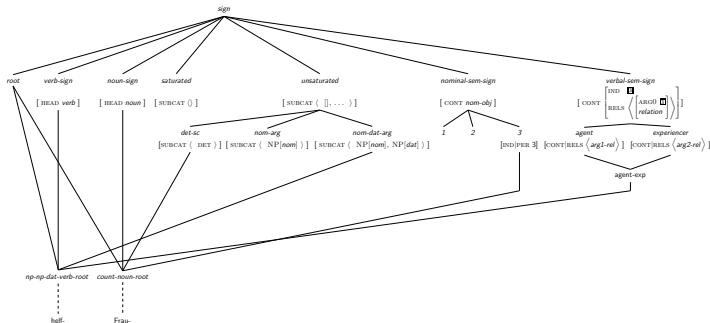 sign
root verb-sign noun-sign saturated unsaturated nominal-sem-sign verbal-sem-sign
[ HEAD verb ] [ HEAD noun ] [ SUBCAT ⟨⟩ ] [ SUBCAT ⟨ [], … ⟩ ] [ CONT nom-obj ] [ CONT [ IND 1 RELS ⟨ [ ARG0 1 relation ] ⟩ ] ]
det-sc nom-arg nom-dat-arg 1 2 3 agent experiencer
[SUBCAT ⟨ DET ⟩ ] [ SUBCAT ⟨ NP[nom] ⟩ ] [ SUBCAT ⟨ NP[nom], NP[dat] ⟩ ] [IND|PER 3] [CONT|RELS ⟨arg1-rel⟩ ] [CONT|RELS ⟨arg2-rel⟩ ]
agent-exp
np-np-dat-verb-root count-noun-root
helf- Frau-